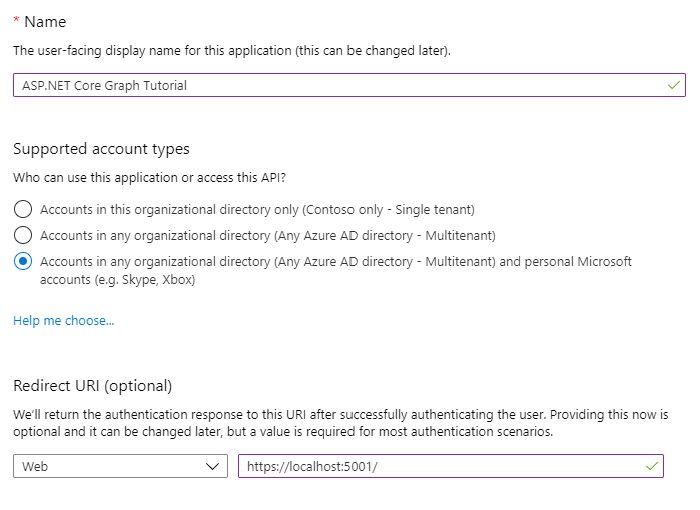 * Name
The user-facing display name for this application (this can be changed later).
ASP.NET Core Graph Tutorial
Supported account types
Who can use this application or access this API?
Accounts in this organizational directory only (Contoso only - Single tenant)
Accounts in any organizational directory (Any Azure AD directory - Multitenant)
Accounts in any organizational directory (Any Azure AD directory - Multitenant) and personal Microsoft
accounts (e.g. Skype, Xbox)
Help me choose...
Redirect URI (optional)
We'll return the authentication response to this URI after successfully authenticating the user. Providing this now is
optional and it can be changed later, but a value is required for most authentication scenarios.
Web https://localhost:5001/